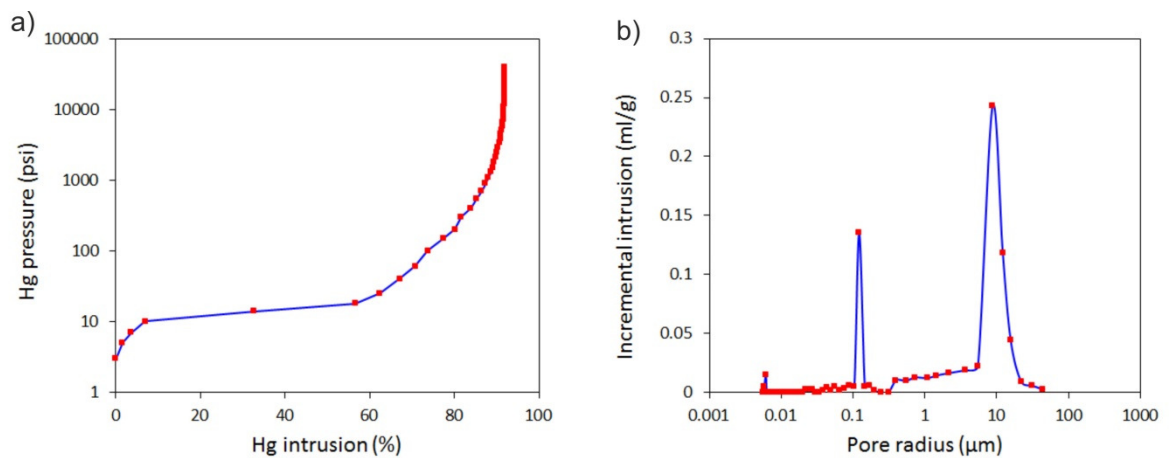 a)
100000
10000
1000
100
10
1
Hg pressure (psi)
0 20 40 60 80 100
Hg intrusion (%)
b)
0.3
0.25
0.2
0.15
0.1
0.05
0
Incremental intrusion (ml/g)
0.001 0.01 0.1 1 10 100 1000
Pore radius (µm)